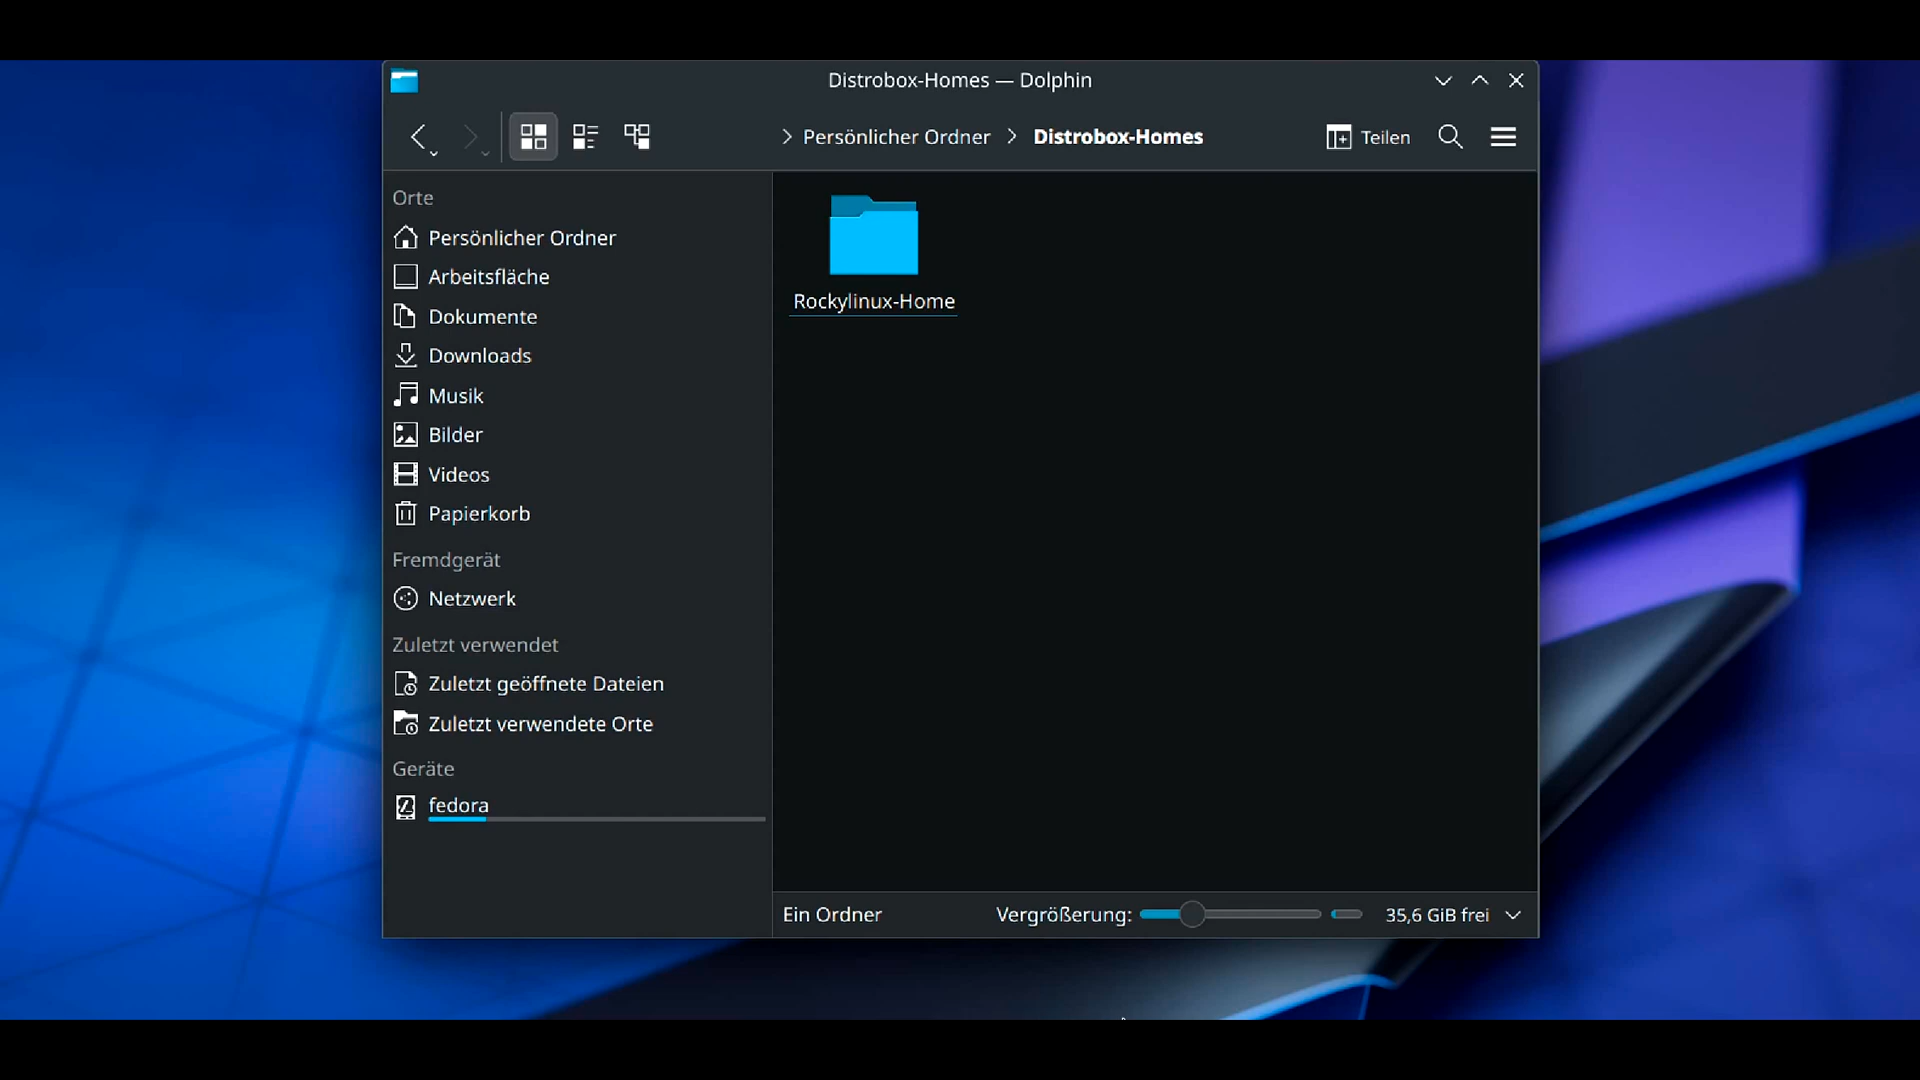 Distrobox-Homes — Dolphin
Persönlicher Ordner
Distrobox-Homes
Teilen
Orte
Persönlicher Ordner
Arbeitsfläche
Dokumente
Downloads
Musik
Bilder
Videos
Papierkorb
Fremdgerät
Netzwerk
Zuletzt verwendet
Zuletzt geöffnete Dateien
Zuletzt verwendete Orte
Geräte
fedora
Rockylinux-Home
Ein Ordner
Vergrößerung:
35,6 GiB frei